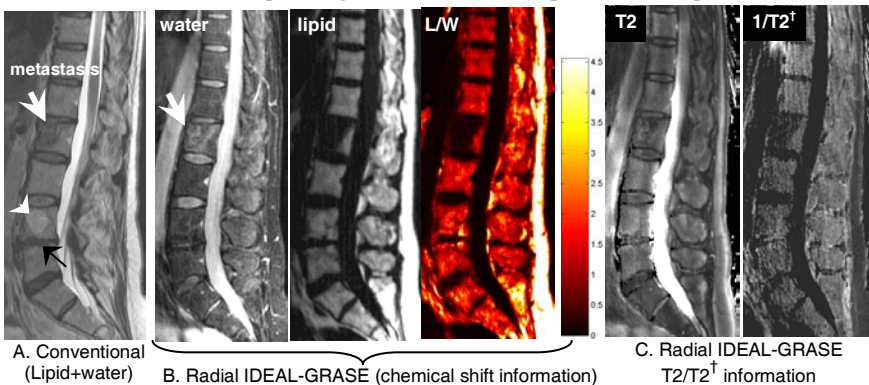 water
lipid
L/W
T2
1/T2†
metastasis
4.5
4
3.5
3
2.5
2
1.5
1
0.5
0
A. Conventional
(Lipid+water)
B. Radial IDEAL-GRASE (chemical shift information)
C. Radial IDEAL-GRASE
T2/T2† information